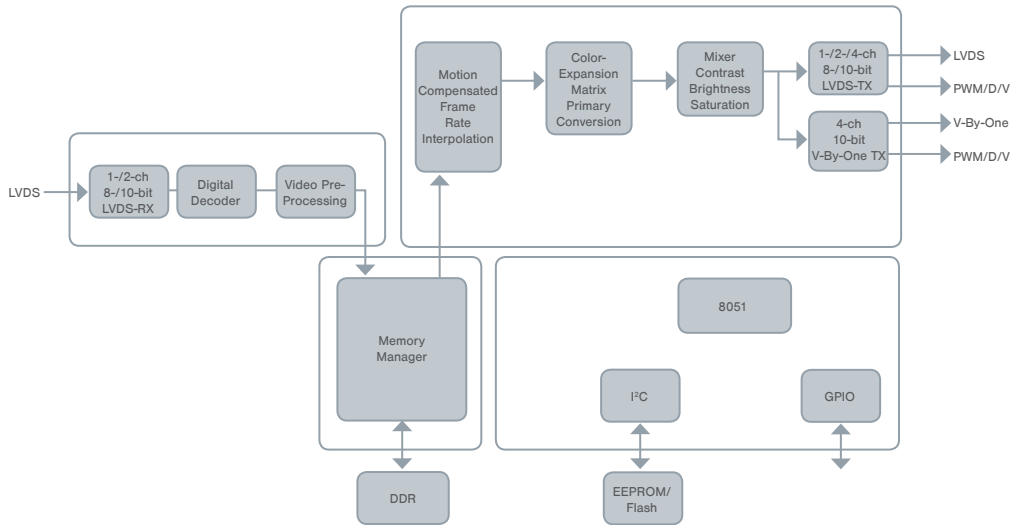 LVDS
1-/2-ch
8-/10-bit
LVDS-RX
Digital
Decoder
Video Pre-
Processing
Motion
Compensated
Frame
Rate
Interpolation
Color-
Expansion
Matrix
Primary
Conversion
Mixer
Contrast
Brightness
Saturation
1-/2-/4-ch
8-/10-bit
LVDS-TX
4-ch
10-bit
V-By-One TX
LVDS
PWM/D/V
V-By-One
PWM/D/V
Memory
Manager
DDR
8051
I²C
GPIO
EEPROM/
Flash